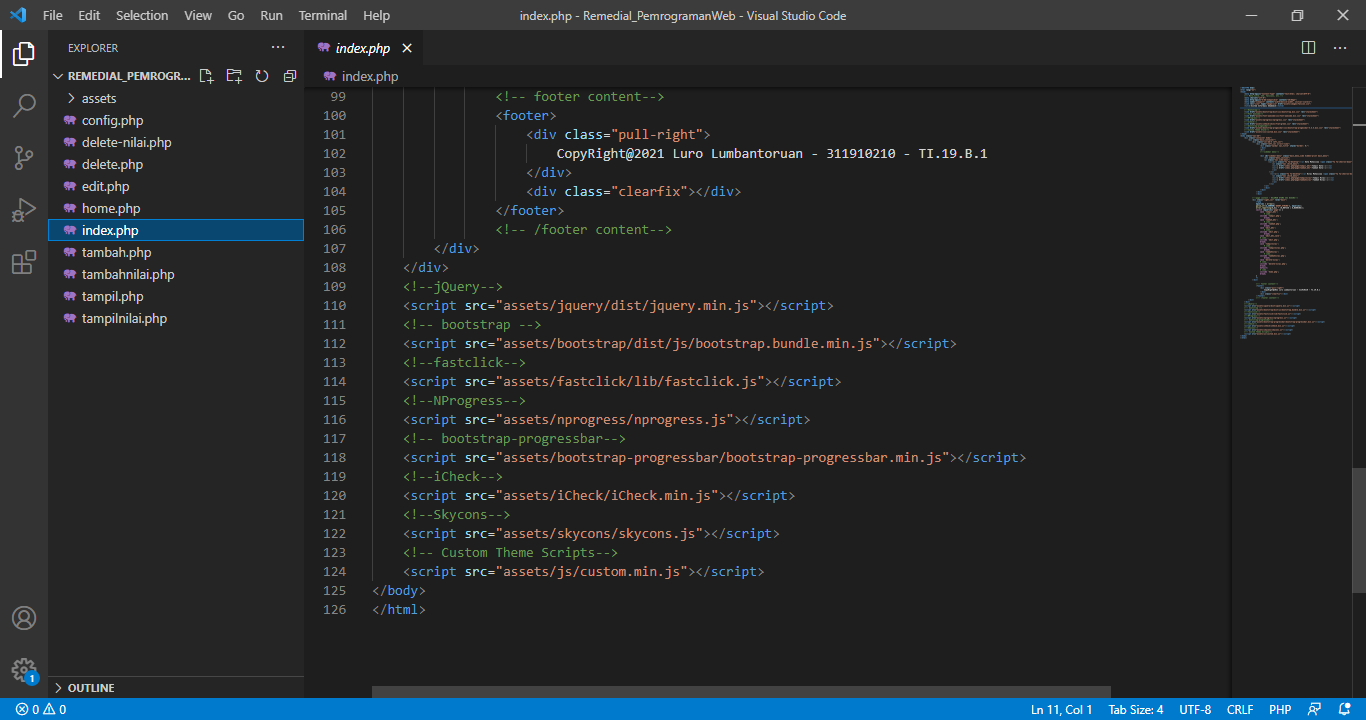 File Edit Selection View Go Run Terminal Help
index.php - Remedial_PemrogramanWeb - Visual Studio Code
EXPLORER
REMEDIAL_PEMROGR...
assets
config.php
delete-nilai.php
delete.php
edit.php
home.php
index.php
tambah.php
tambahnilai.php
tampil.php
tampilnilai.php
OUTLINE
1
index.php
index.php
99 <!-- footer content-->
100 <footer>
101 <div class="pull-right">
102 CopyRight@2021 Luro Lumbantoruan - 311910210 - TI.19.B.1
103 </div>
104 <div class="clearfix"></div>
105 </footer>
106 <!-- /footer content-->
107 </div>
108 </div>
109 <!--jQuery-->
110 <script src="assets/jquery/dist/jquery.min.js"></script>
111 <!-- bootstrap -->
112 <script src="assets/bootstrap/dist/js/bootstrap.bundle.min.js"></script>
113 <!--fastclick-->
114 <script src="assets/fastclick/lib/fastclick.js"></script>
115 <!--NProgress-->
116 <script src="assets/nprogress/nprogress.js"></script>
117 <!-- bootstrap-progressbar-->
118 <script src="assets/bootstrap-progressbar/bootstrap-progressbar.min.js"></script>
119 <!--iCheck-->
120 <script src="assets/iCheck/iCheck.min.js"></script>
121 <!--Skycons-->
122 <script src="assets/skycons/skycons.js"></script>
123 <!-- Custom Theme Scripts-->
124 <script src="assets/js/custom.min.js"></script>
125 </body>
126 </html>
0 0
Ln 11, Col 1 Tab Size: 4 UTF-8 CRLF PHP